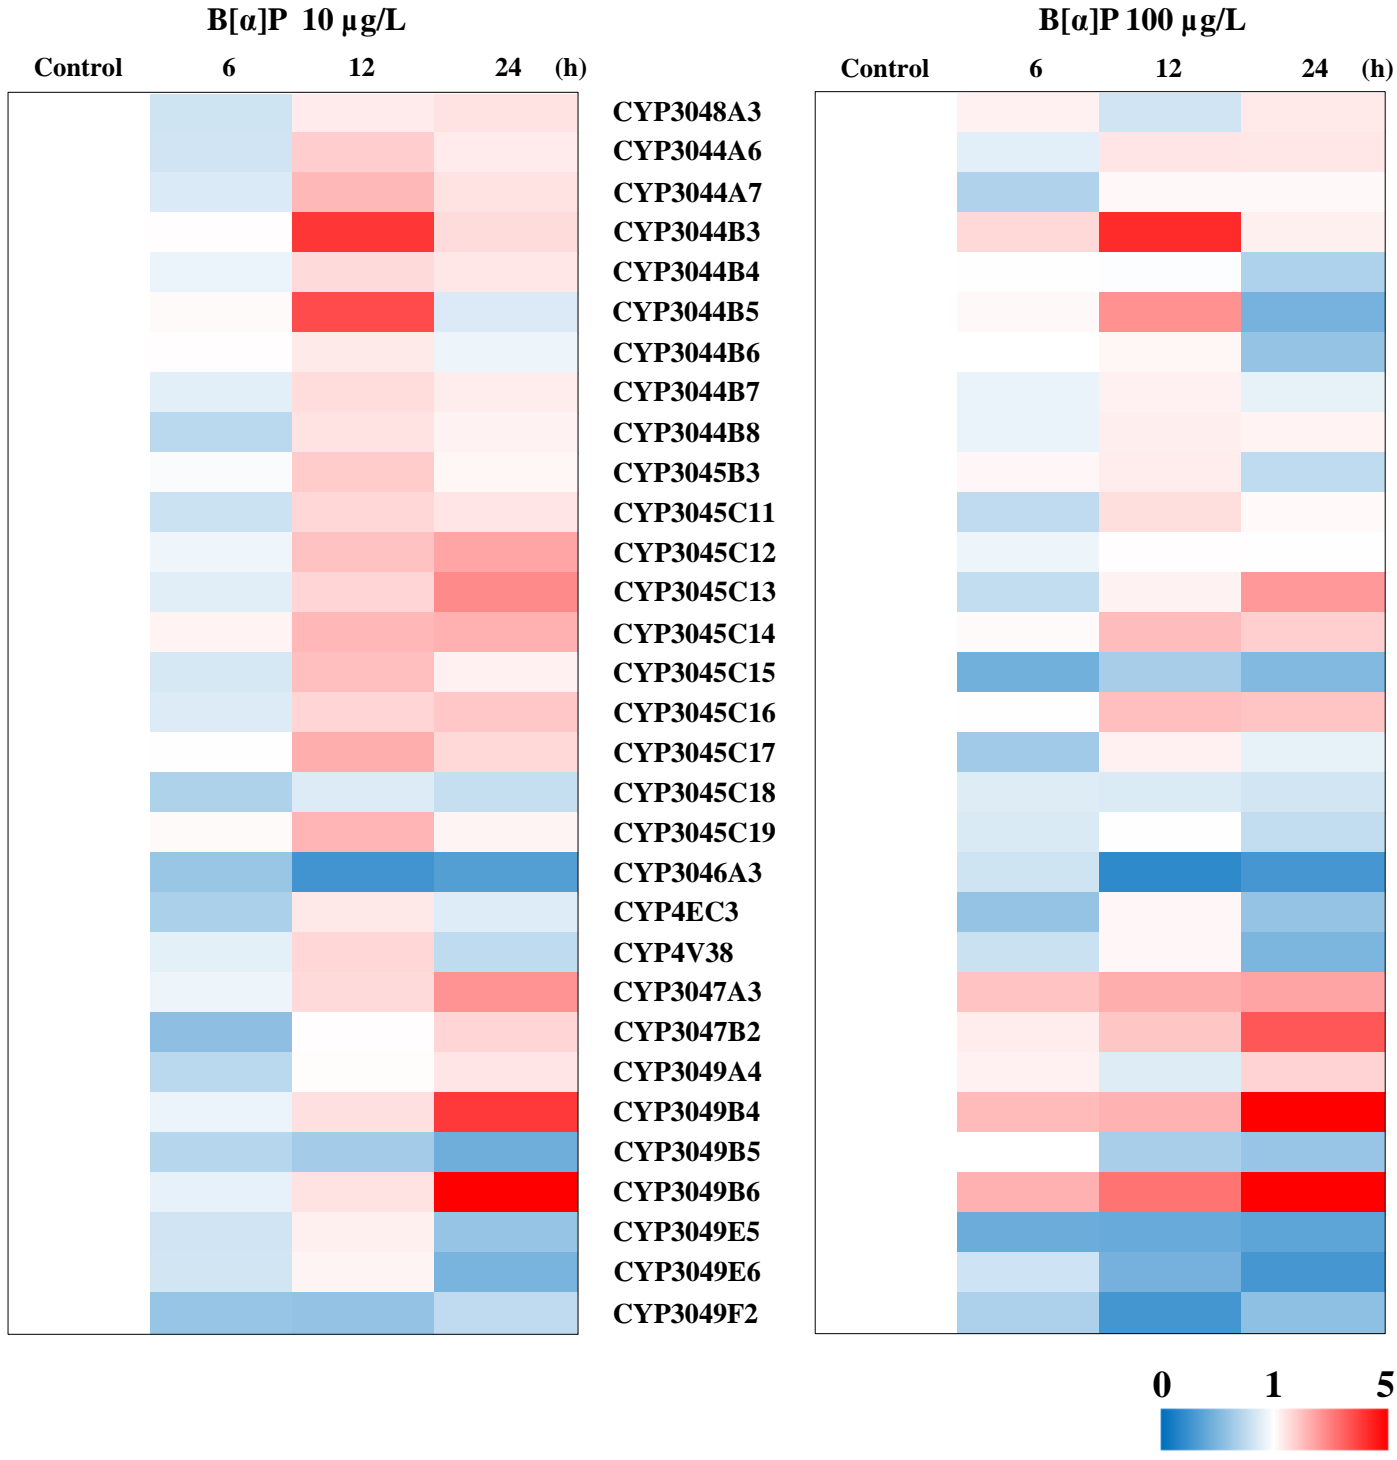 B[α]P 10 µg/L B[α]P 100 µg/L
Control 6 12 24 (h) Control 6 12 24 (h)
CYP3048A3
CYP3044A6
CYP3044A7
CYP3044B3
CYP3044B4
CYP3044B5
CYP3044B6
CYP3044B7
CYP3044B8
CYP3045B3
CYP3045C11
CYP3045C12
CYP3045C13
CYP3045C14
CYP3045C15
CYP3045C16
CYP3045C17
CYP3045C18
CYP3045C19
CYP3046A3
CYP4EC3
CYP4V38
CYP3047A3
CYP3047B2
CYP3049A4
CYP3049B4
CYP3049B5
CYP3049B6
CYP3049E5
CYP3049E6
CYP3049F2
0 1 5